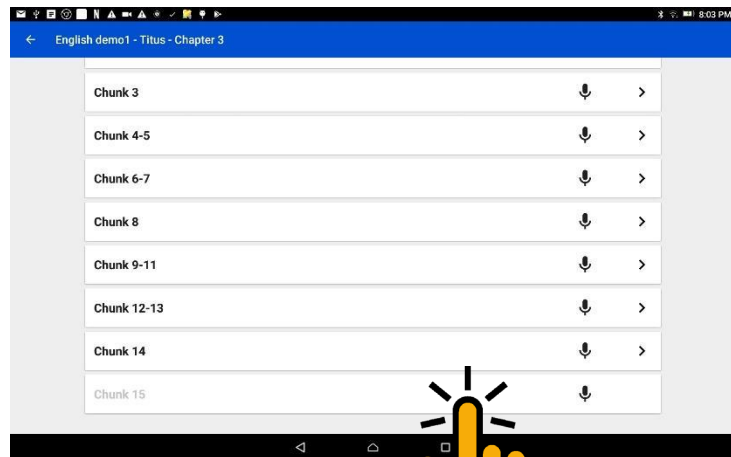 8:03 PM
English demo1 - Titus - Chapter 3
Chunk 3
Chunk 4-5
Chunk 6-7
Chunk 8
Chunk 9-11
Chunk 12-13
Chunk 14
Chunk 15